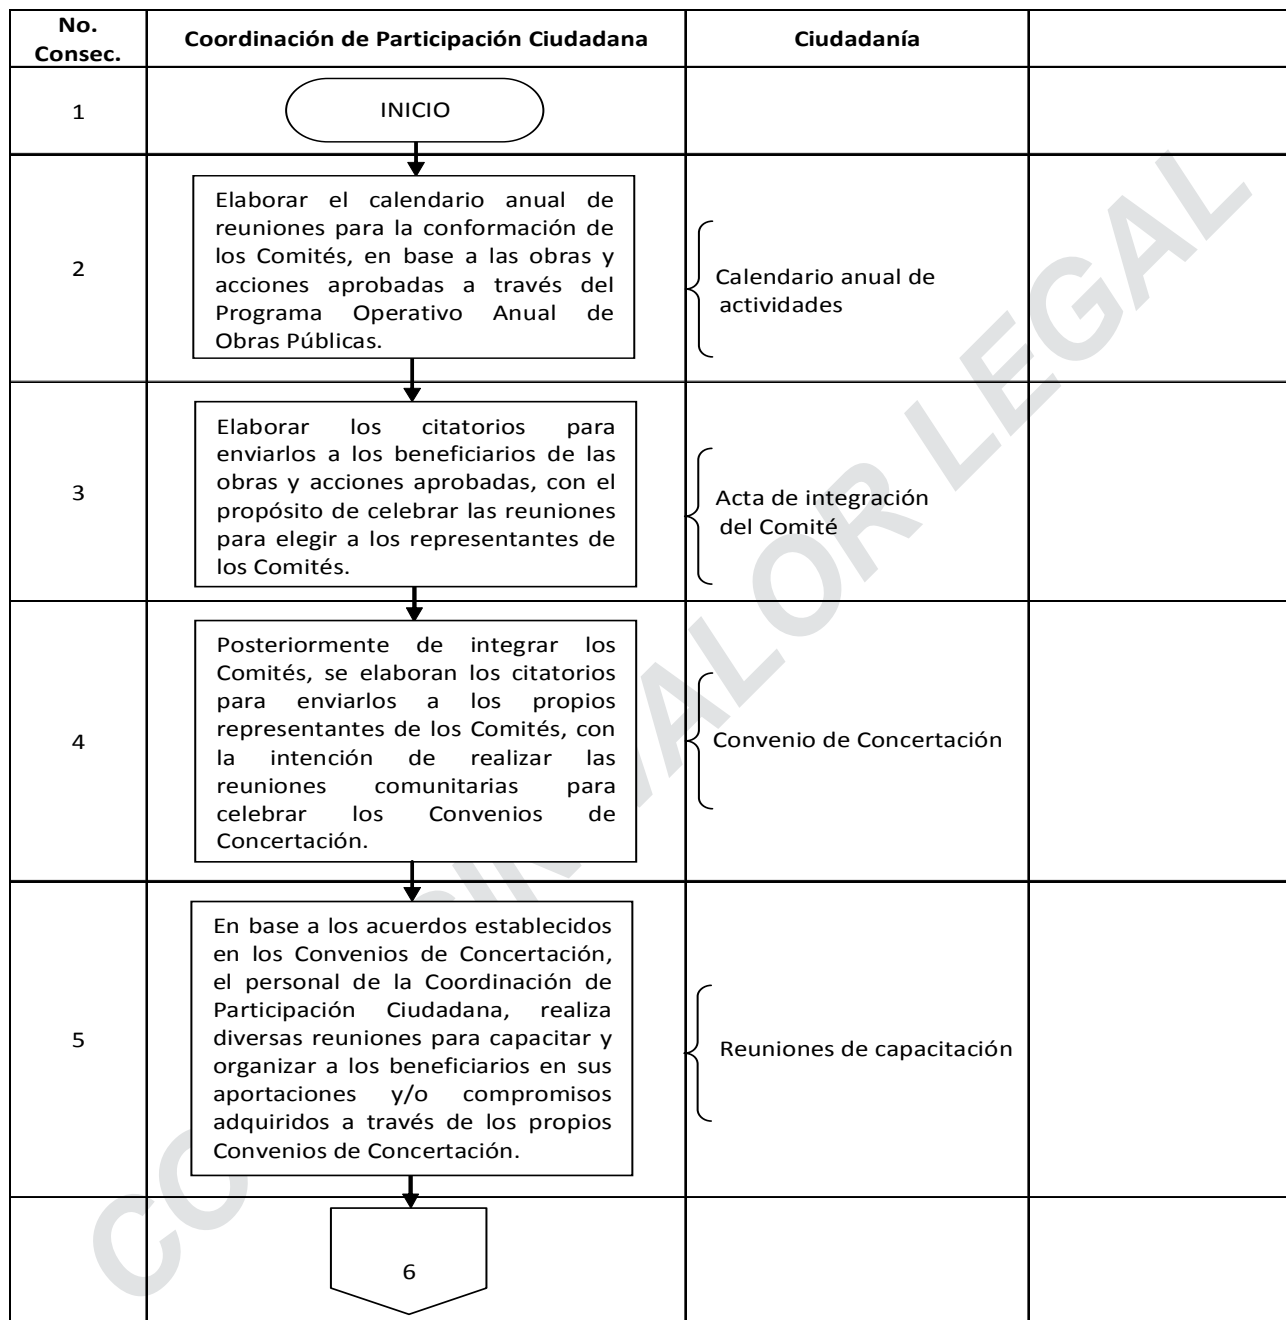 No.
Consec.
Coordinación de Participación Ciudadana
Ciudadanía
1
INICIO
2
Elaborar el calendario anual de
reuniones para la conformación de
los Comités, en base a las obras y
acciones aprobadas a través del
Programa Operativo Anual de
Obras Públicas.
Calendario anual de
actividades
3
Elaborar los citatorios para
enviarlos a los beneficiarios de las
obras y acciones aprobadas, con el
propósito de celebrar las reuniones
para elegir a los representantes de
los Comités.
Acta de integración
del Comité
4
Posteriormente de integrar los
Comités, se elaboran los citatorios
para enviarlos a los propios
representantes de los Comités, con
la intención de realizar las
reuniones comunitarias para
celebrar los Convenios de
Concertación.
Convenio de Concertación
5
En base a los acuerdos establecidos
en los Convenios de Concertación,
el personal de la Coordinación de
Participación Ciudadana, realiza
diversas reuniones para capacitar y
organizar a los beneficiarios en sus
aportaciones y/o compromisos
adquiridos a través de los propios
Convenios de Concertación.
Reuniones de capacitación
6
VALOR LEGAL